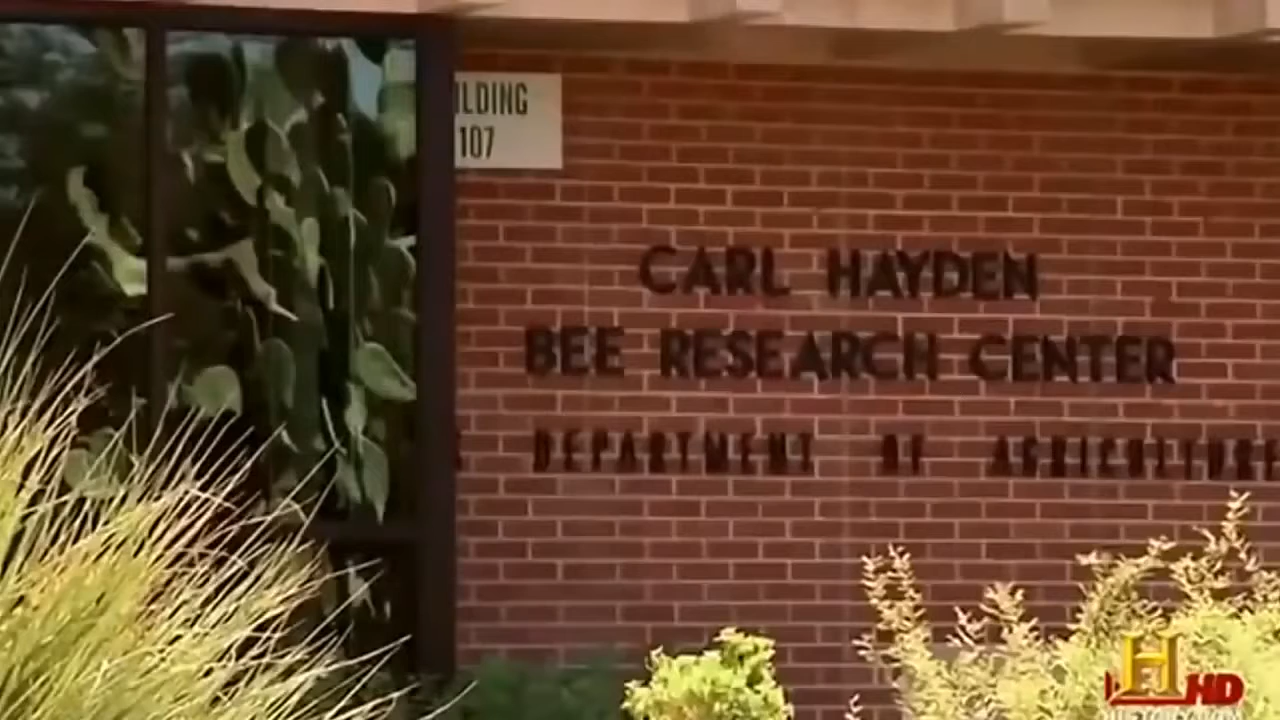 ILDING
107
CARL HAYDEN
BEE RESEARCH CENTER
DEPARTMENT OF AGRICULTURE
H
HD